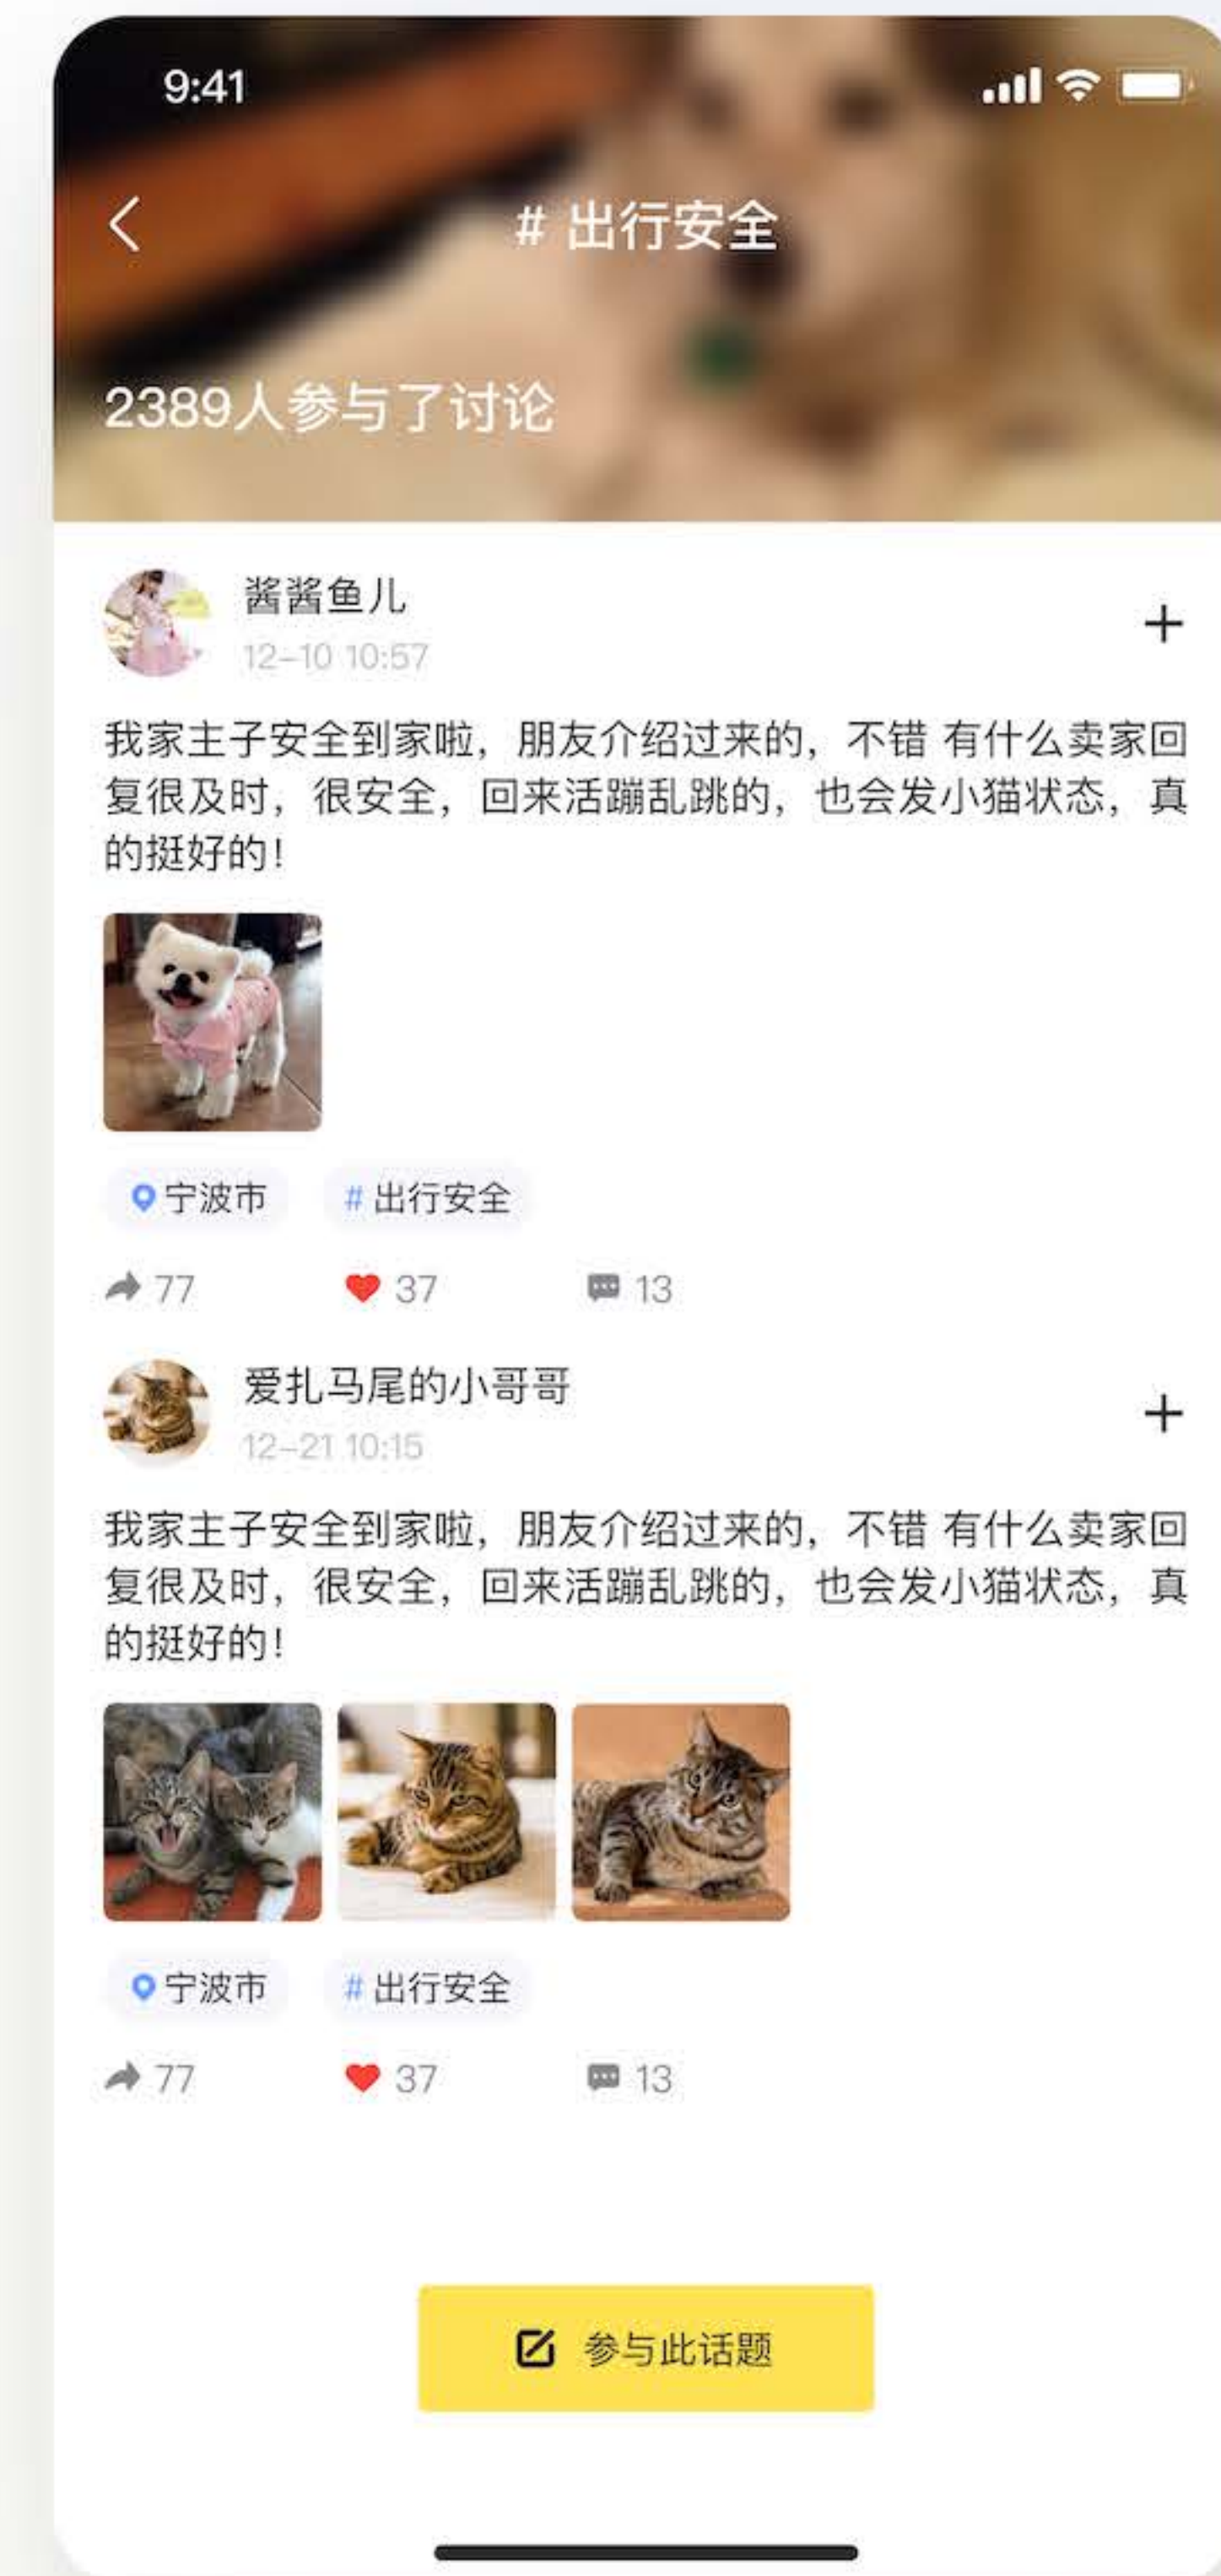 9:41
# 出行安全
2389人参与了讨论
酱酱鱼儿
12-10 10:57
我家主子安全到家啦，朋友介绍过来的，不错 有什么卖家回
复很及时，很安全，回来活蹦乱跳的，也会发小猫状态，真
的挺好的！
宁波市 # 出行安全
77 37 13
爱扎马尾的小哥哥
12-21 10:15
我家主子安全到家啦，朋友介绍过来的，不错 有什么卖家回
复很及时，很安全，回来活蹦乱跳的，也会发小猫状态，真
的挺好的！
宁波市 # 出行安全
77 37 13
参与此话题